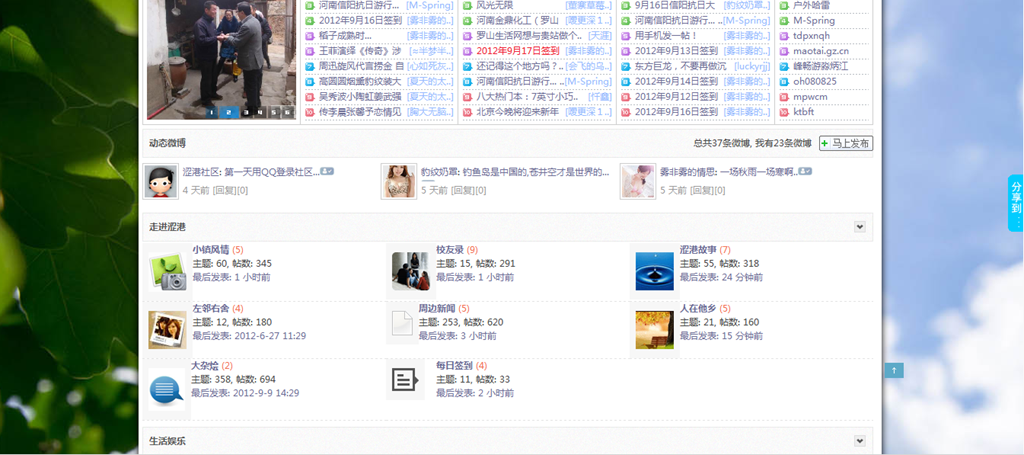 河南信阳抗日游行... [M-Spring]
2012年9月16日签到 [雾非雾的..]
稻子成熟时... [雾非雾的..]
王菲演绎《传奇》涉 [=半梦半..]
周迅旋风代言捞金 自 [心如死灰..]
高圆圆烟熏豹纹装大 [夏天的太..]
吴秀波小陶虹姜武强 [夏天的太..]
传李晨张馨予恋情见 [胸大无脑..]
1 2 3 4 5 6
风光无限 [茴蒙草莓..]
河南金鼎化工（罗山 [嗳更深１..]
罗山生活网想与贵站做个.. [天涯]
2012年9月17日签到 [雾非雾的..]
还记得这个地方吗？.. [会飞的乌..]
河南信阳抗日游行... [M-Spring]
八大热门本：7英寸小巧.. [仟鑫]
北京今晚将迎来新年 [嗳更深１..]
9月16日信阳抗日大 [雾非雾的..]
河南信阳抗日游行... [M-Spring]
用手机发一帖！ [雾非雾的..]
2012年9月13日签到 [雾非雾的..]
东方巨龙，不要再做沉 [luckyrjj]
2012年9月14日签到 [雾非雾的..]
2012年9月12日签到 [雾非雾的..]
2012年9月16日签到 [雾非雾的..]
户外哈雷
M-Spring
tdpxnqh
maotai.gz.cn
峰畅游淼炳江
oh080825
mpwcm
ktbft
动态微博
总共37条微博, 我有23条微博 马上发布
涩港社区: 第一天用QQ登录社区...
4 天前 [回复][0]
豹纹奶罩: 钓鱼岛是中国的,苍井空才是世界的...
5 天前 [回复][0]
雾非雾的情思: 一场秋雨一场寒啊..
5 天前 [回复][0]
走进涩港
小镇风情 (5)
主题: 60, 帖数: 345
最后发表: 1 小时前
校友录 (9)
主题: 15, 帖数: 291
最后发表: 1 小时前
涩港故事 (7)
主题: 55, 帖数: 318
最后发表: 24 分钟前
左邻右舍 (4)
主题: 12, 帖数: 180
最后发表: 2012-6-27 11:29
周边新闻 (5)
主题: 253, 帖数: 620
最后发表: 3 小时前
人在他乡 (5)
主题: 21, 帖数: 160
最后发表: 15 分钟前
大杂烩 (2)
主题: 358, 帖数: 694
最后发表: 2012-9-9 14:29
每日签到 (4)
主题: 11, 帖数: 33
最后发表: 2 小时前
生活娱乐
分享到